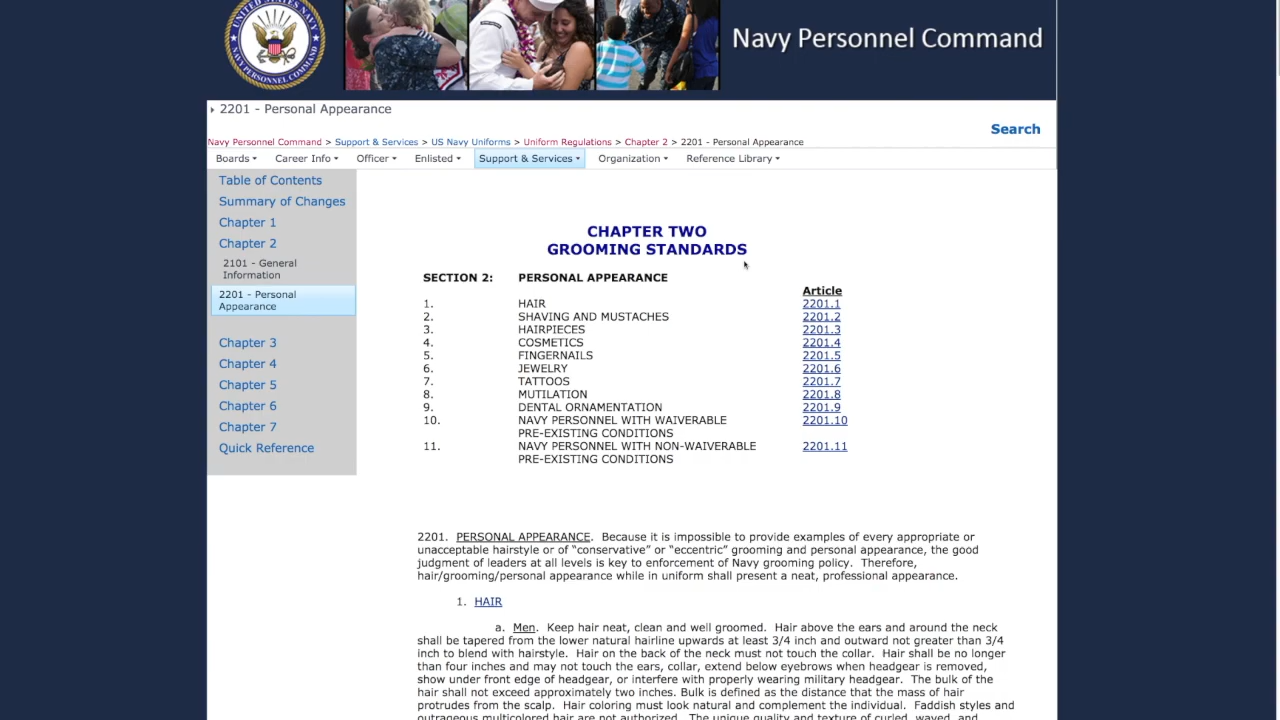 Navy Personnel Command
2201 - Personal Appearance
Search
Navy Personnel Command > Support & Services > US Navy Uniforms > Uniform Regulations > Chapter 2 > 2201 - Personal Appearance
Boards Career Info Officer Enlisted Support & Services Organization Reference Library
Table of Contents
Summary of Changes
Chapter 1
Chapter 2
2101 - General
Information
2201 - Personal
Appearance
Chapter 3
Chapter 4
Chapter 5
Chapter 6
Chapter 7
Quick Reference
CHAPTER TWO
GROOMING STANDARDS
SECTION 2: PERSONAL APPEARANCE
Article
1. HAIR 2201.1
2. SHAVING AND MUSTACHES 2201.2
3. HAIRPIECES 2201.3
4. COSMETICS 2201.4
5. FINGERNAILS 2201.5
6. JEWELRY 2201.6
7. TATTOOS 2201.7
8. MUTILATION 2201.8
9. DENTAL ORNAMENTATION 2201.9
10. NAVY PERSONNEL WITH WAIVERABLE 2201.10
PRE-EXISTING CONDITIONS
11. NAVY PERSONNEL WITH NON-WAIVERABLE 2201.11
PRE-EXISTING CONDITIONS
2201. PERSONAL APPEARANCE. Because it is impossible to provide examples of every appropriate or
unacceptable hairstyle or of “conservative” or “eccentric” grooming and personal appearance, the good
judgment of leaders at all levels is key to enforcement of Navy grooming policy. Therefore,
hair/grooming/personal appearance while in uniform shall present a neat, professional appearance.
1. HAIR
a. Men. Keep hair neat, clean and well groomed. Hair above the ears and around the neck
shall be tapered from the lower natural hairline upwards at least 3/4 inch and outward not greater than 3/4
inch to blend with hairstyle. Hair on the back of the neck must not touch the collar. Hair shall be no longer
than four inches and may not touch the ears, collar, extend below eyebrows when headgear is removed,
show under front edge of headgear, or interfere with properly wearing military headgear. The bulk of the
hair shall not exceed approximately two inches. Bulk is defined as the distance that the mass of hair
protrudes from the scalp. Hair coloring must look natural and complement the individual. Faddish styles and
outrageous multicolored hair are not authorized. The unique quality and texture of curled, waved, and